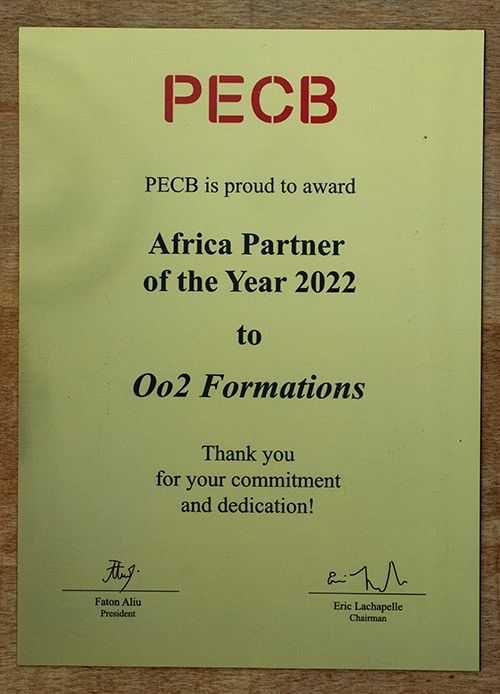 PECB
PECB is proud to award
Africa Partner
of the Year 2022
to
Oo2 Formations
Thank you
for your commitment
and dedication!
Faton Aliu
President
Eric Lachapelle
Chairman